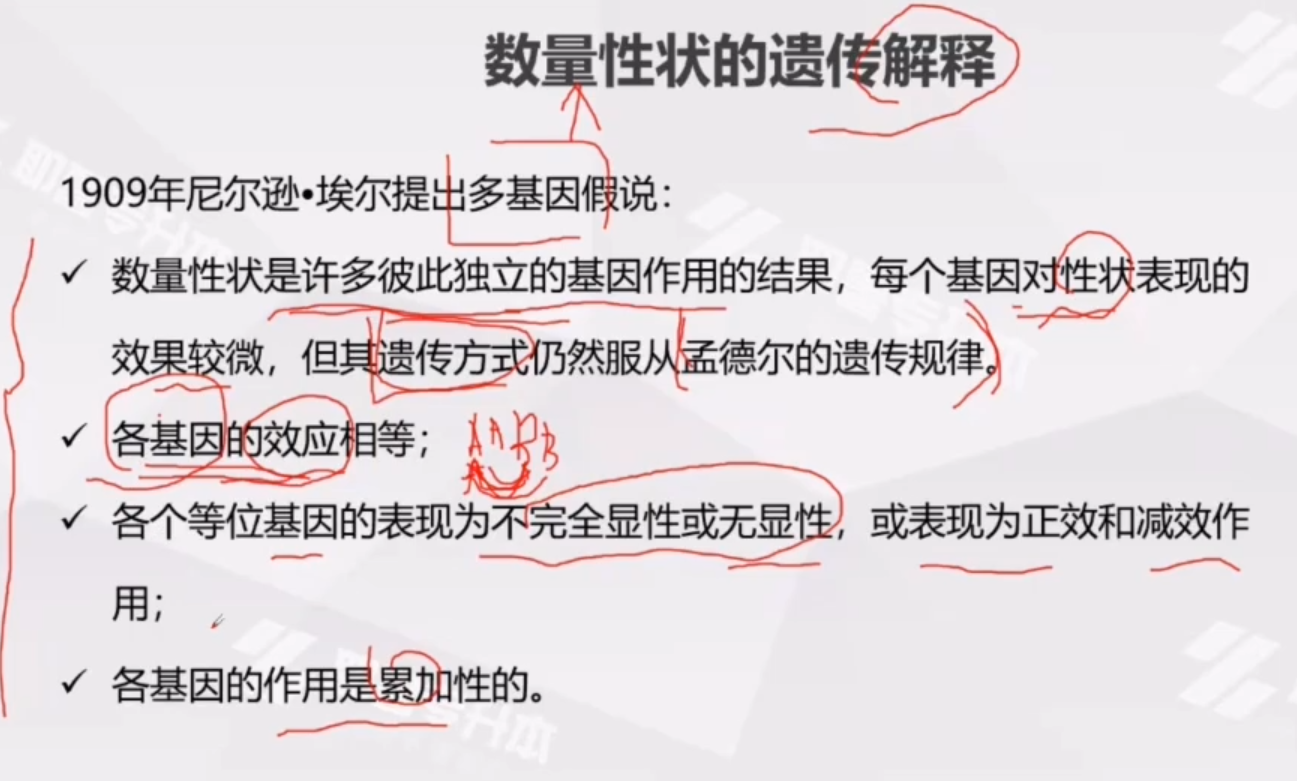 数量性状的遗传解释
1909年尼尔逊•埃尔提出多基因假说：
✓ 数量性状是许多彼此独立的基因作用的结果，每个基因对性状表现的
效果较微，但其遗传方式仍然服从孟德尔的遗传规律。
✓ 各基因的效应相等；
AABB
✓ 各个等位基因的表现为不完全显性或无显性，或表现为正效和减效作
用；
✓ 各基因的作用是累加性的。